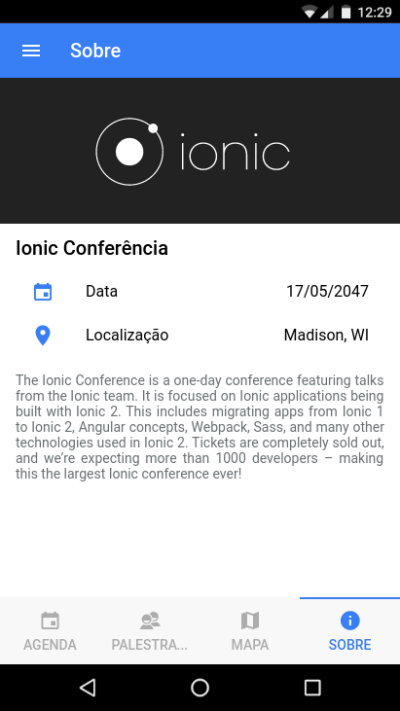 12:29
Sobre
ionic
Ionic Conferência
Data 17/05/2047
Localização Madison, WI
The Ionic Conference is a one-day conference featuring talks
from the Ionic team. It is focused on Ionic applications being
built with Ionic 2. This includes migrating apps from Ionic 1
to Ionic 2, Angular concepts, Webpack, Sass, and many other
technologies used in Ionic 2. Tickets are completely sold out,
and we're expecting more than 1000 developers – making
this the largest Ionic conference ever!
AGENDA PALESTRA... MAPA SOBRE